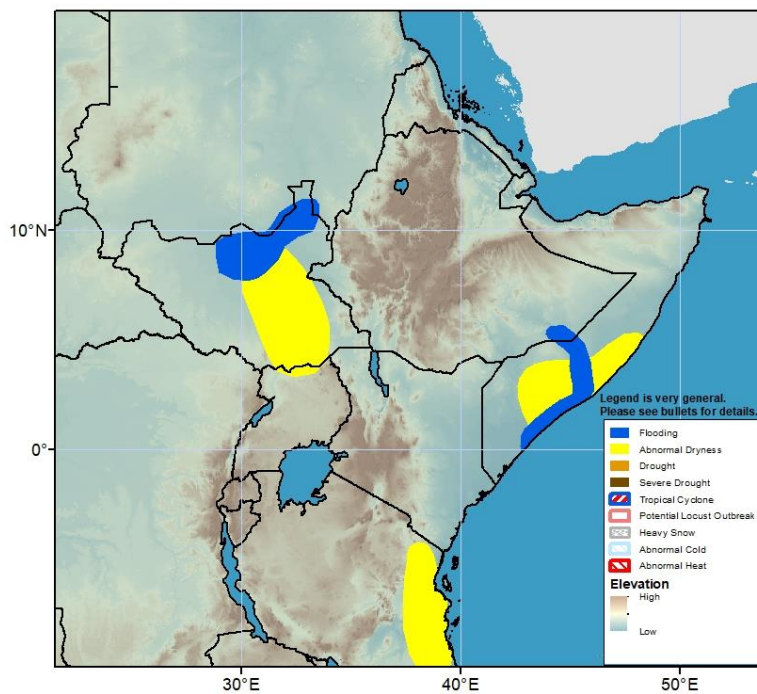 10°N
0°
Legend is very general.
Please see bullets for details.
Flooding
Abnormal Dryness
Drought
Severe Drought
Tropical Cyclone
Potential Locust Outbreak
Heavy Snow
Abnormal Cold
Abnormal Heat
Elevation
High
Low
30°E
40°E
50°E